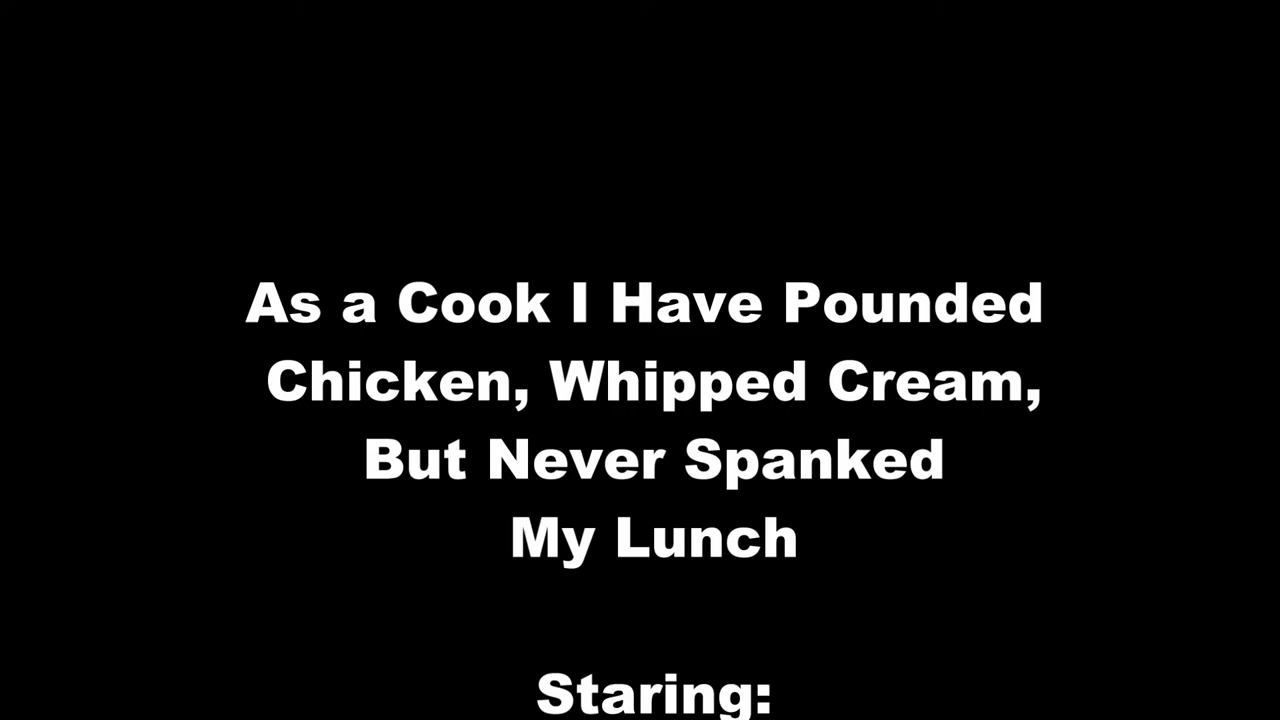 As a Cook I Have Pounded
Chicken, Whipped Cream,
But Never Spanked
My Lunch
Staring: